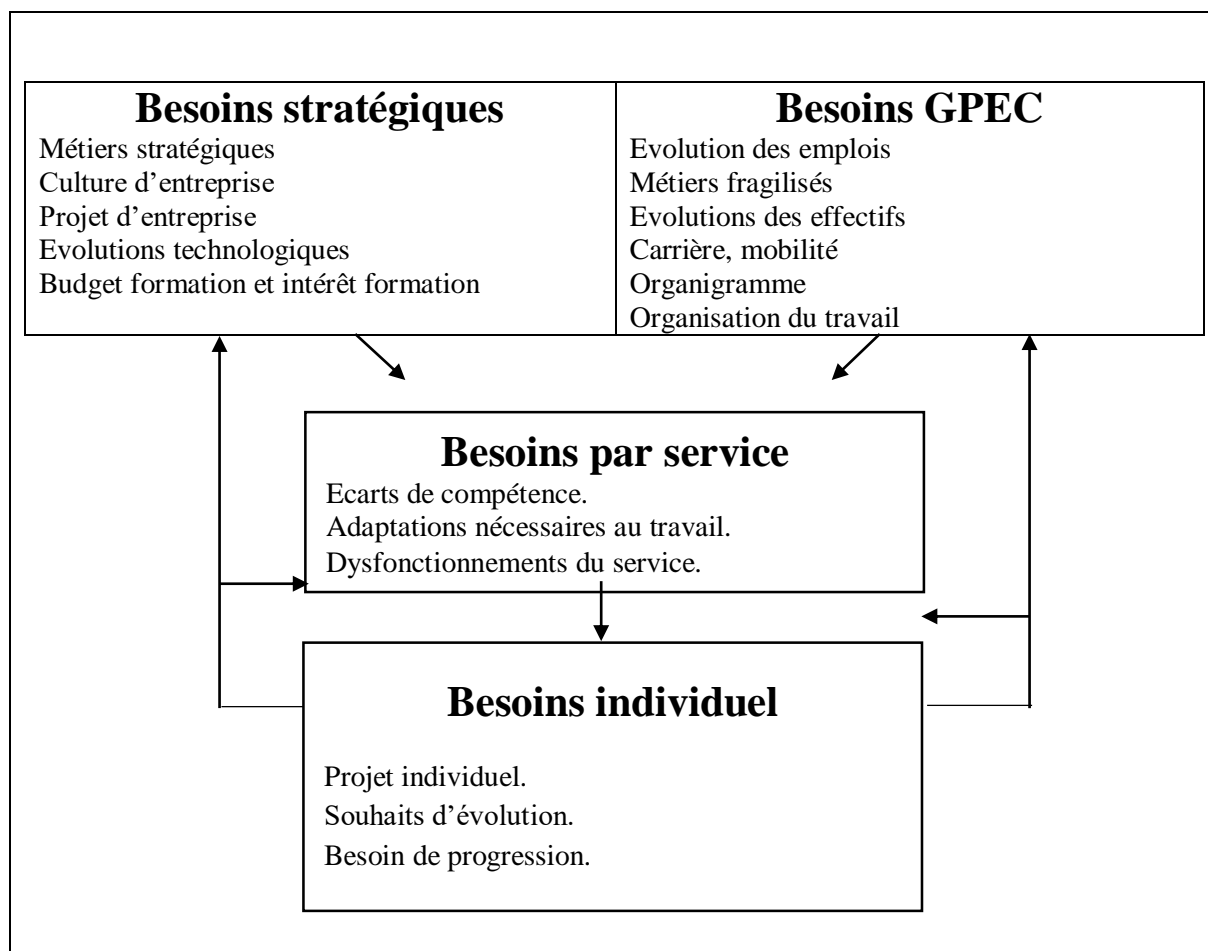 Besoins stratégiques
Métiers stratégiques
Culture d’entreprise
Projet d’entreprise
Evolutions technologiques
Budget formation et intérêt formation
Besoins GPEC
Evolution des emplois
Métiers fragilisés
Evolutions des effectifs
Carrière, mobilité
Organigramme
Organisation du travail
Besoins par service
Ecarts de compétence.
Adaptations nécessaires au travail.
Dysfonctionnements du service.
Besoins individuel
Projet individuel.
Souhaits d’évolution.
Besoin de progression.